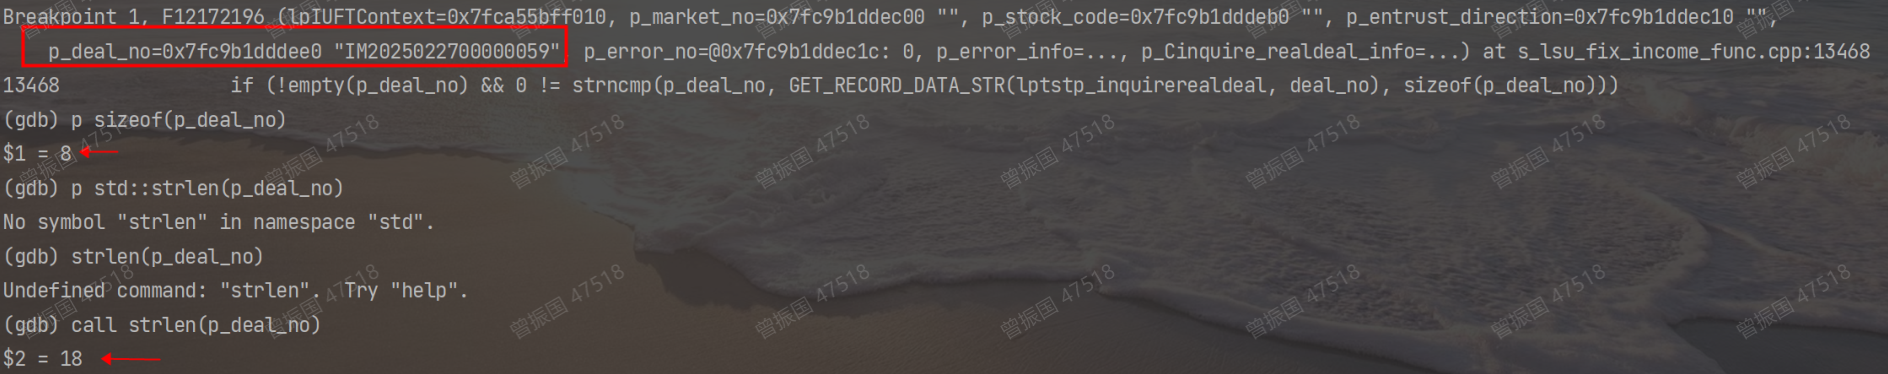 Breakpoint 1, F12172196 (lpIUFTContext=0x7fca55bff010, p_market_no=0x7fc9b1ddec00 "", p_stock_code=0x7fc9b1dddeb0 "", p_entrust_direction=0x7fc9b1ddec10 "",
p_deal_no=0x7fc9b1dddee0 "IM2025022700000059", p_error_no=@0x7fc9b1ddec1c: 0, p_error_info=..., p_Cinquire_realdeal_info=...) at s_lsu_fix_income_func.cpp:13468
13468 if (!empty(p_deal_no) && 0 != strncmp(p_deal_no, GET_RECORD_DATA_STR(lptstp_inquirerealdeal, deal_no), sizeof(p_deal_no)))
(gdb) p sizeof(p_deal_no)
$1 = 8
(gdb) p std::strlen(p_deal_no)
No symbol "strlen" in namespace "std".
(gdb) strlen(p_deal_no)
Undefined command: "strlen".  Try "help".
(gdb) call strlen(p_deal_no)
$2 = 18
曾振国 47518